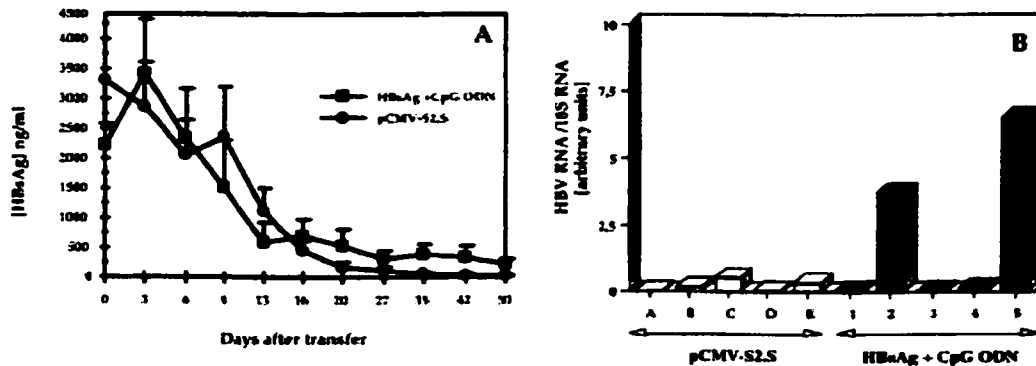 A
[HBsAg] ng/ml
4500
4000
3500
3000
2500
2000
1500
1000
500
0
HBsAg +CpG ODN
pCMV-S2.S
0 3 6 9 13 16 20 27 42 50
Days after transfer
B
HBV RNA /18S RNA
[arbitrary units]
10
7,5
5
2,5
0
A B C D E 1 2 3 4 5
pCMV-S2.S
HBsAg + CpG ODN